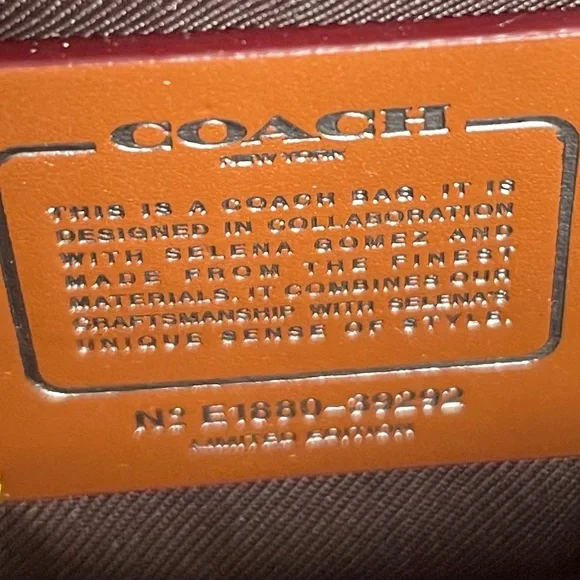 COACH
NEW YORK
THIS IS A COACH BAG. IT IS
DESIGNED IN COLLABORATION
WITH SELENA GOMEZ AND
MADE FROM THE FINEST
MATERIALS. IT COMBINES OUR
CRAFTSMANSHIP WITH SELENA'S
UNIQUE SENSE OF STYLE.
Nº E1880-39292
LIMITED EDITION